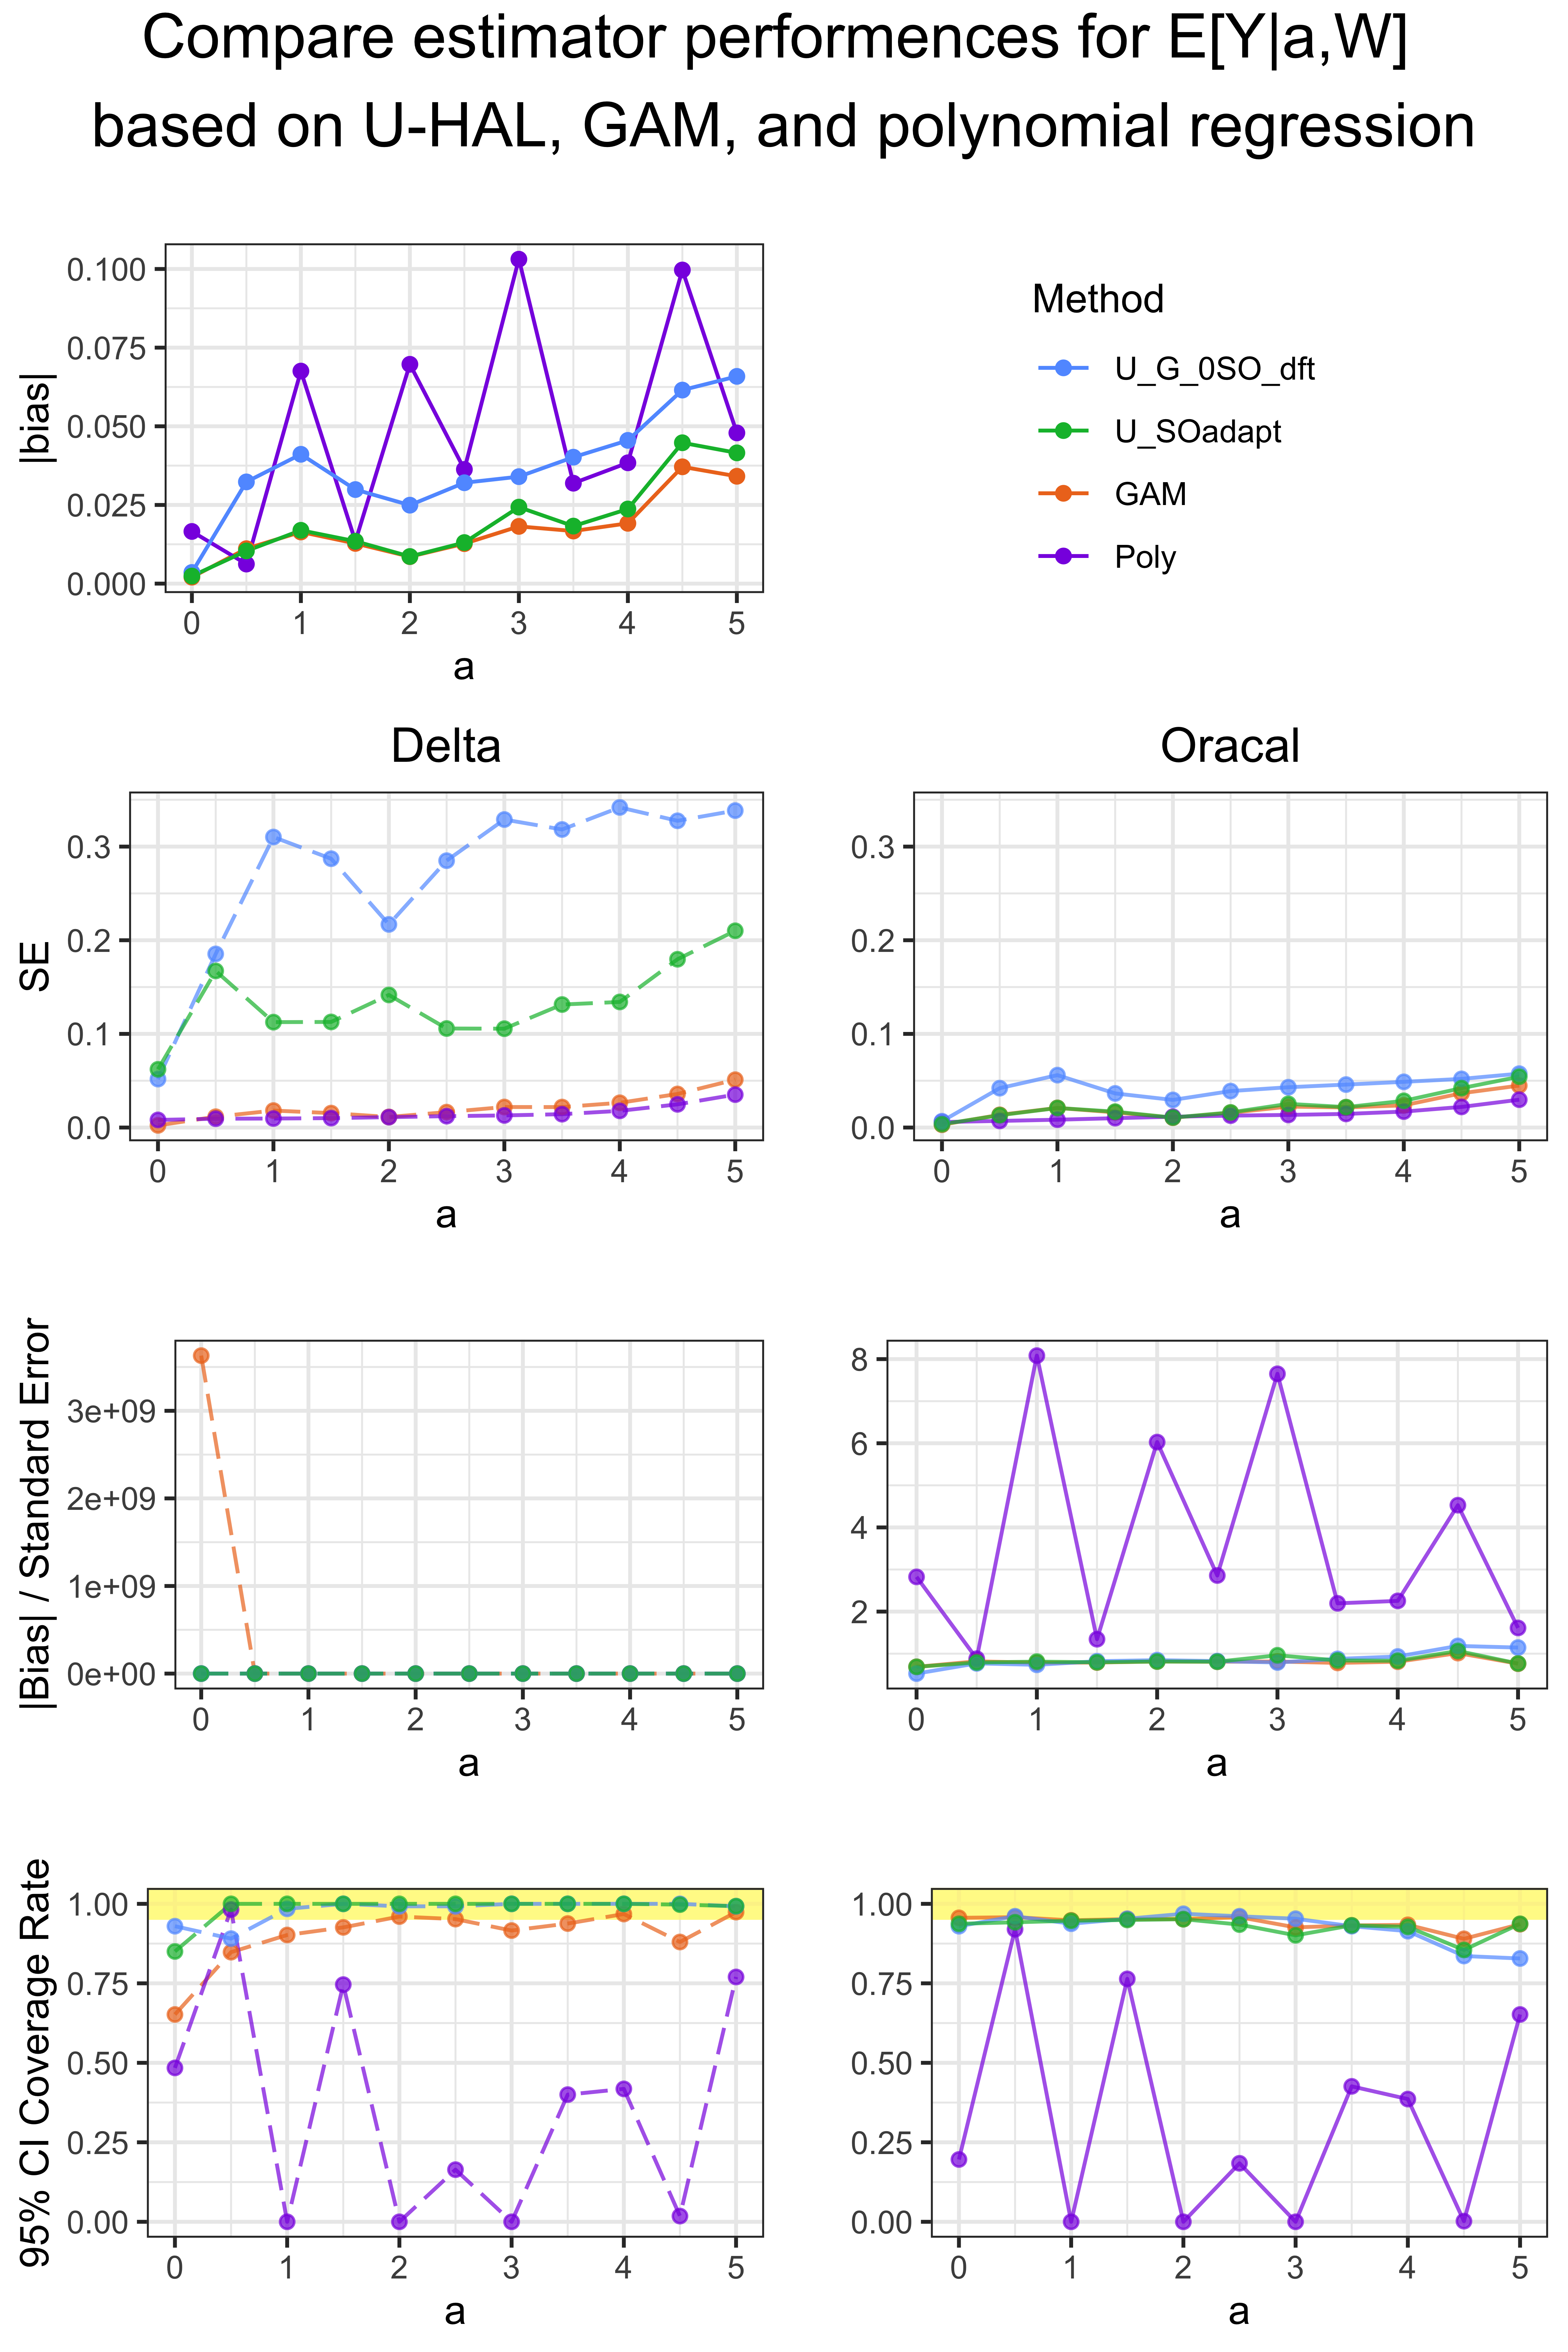 Compare estimator performences for E[Y|a,W]
based on U-HAL, GAM, and polynomial regression
|bias|
0.100
0.075
0.050
0.025
0.000
0 1 2 3 4 5
a
Method
U_G_0SO_dft
U_SOadapt
GAM
Poly
Delta
SE
0.3
0.2
0.1
0.0
0 1 2 3 4 5
a
Oracal
0.3
0.2
0.1
0.0
0 1 2 3 4 5
a
|Bias| / Standard Error
3e+09
2e+09
1e+09
0e+00
0 1 2 3 4 5
a
8
6
4
2
0 1 2 3 4 5
a
95% CI Coverage Rate
1.00
0.75
0.50
0.25
0.00
0 1 2 3 4 5
a
1.00
0.75
0.50
0.25
0.00
0 1 2 3 4 5
a